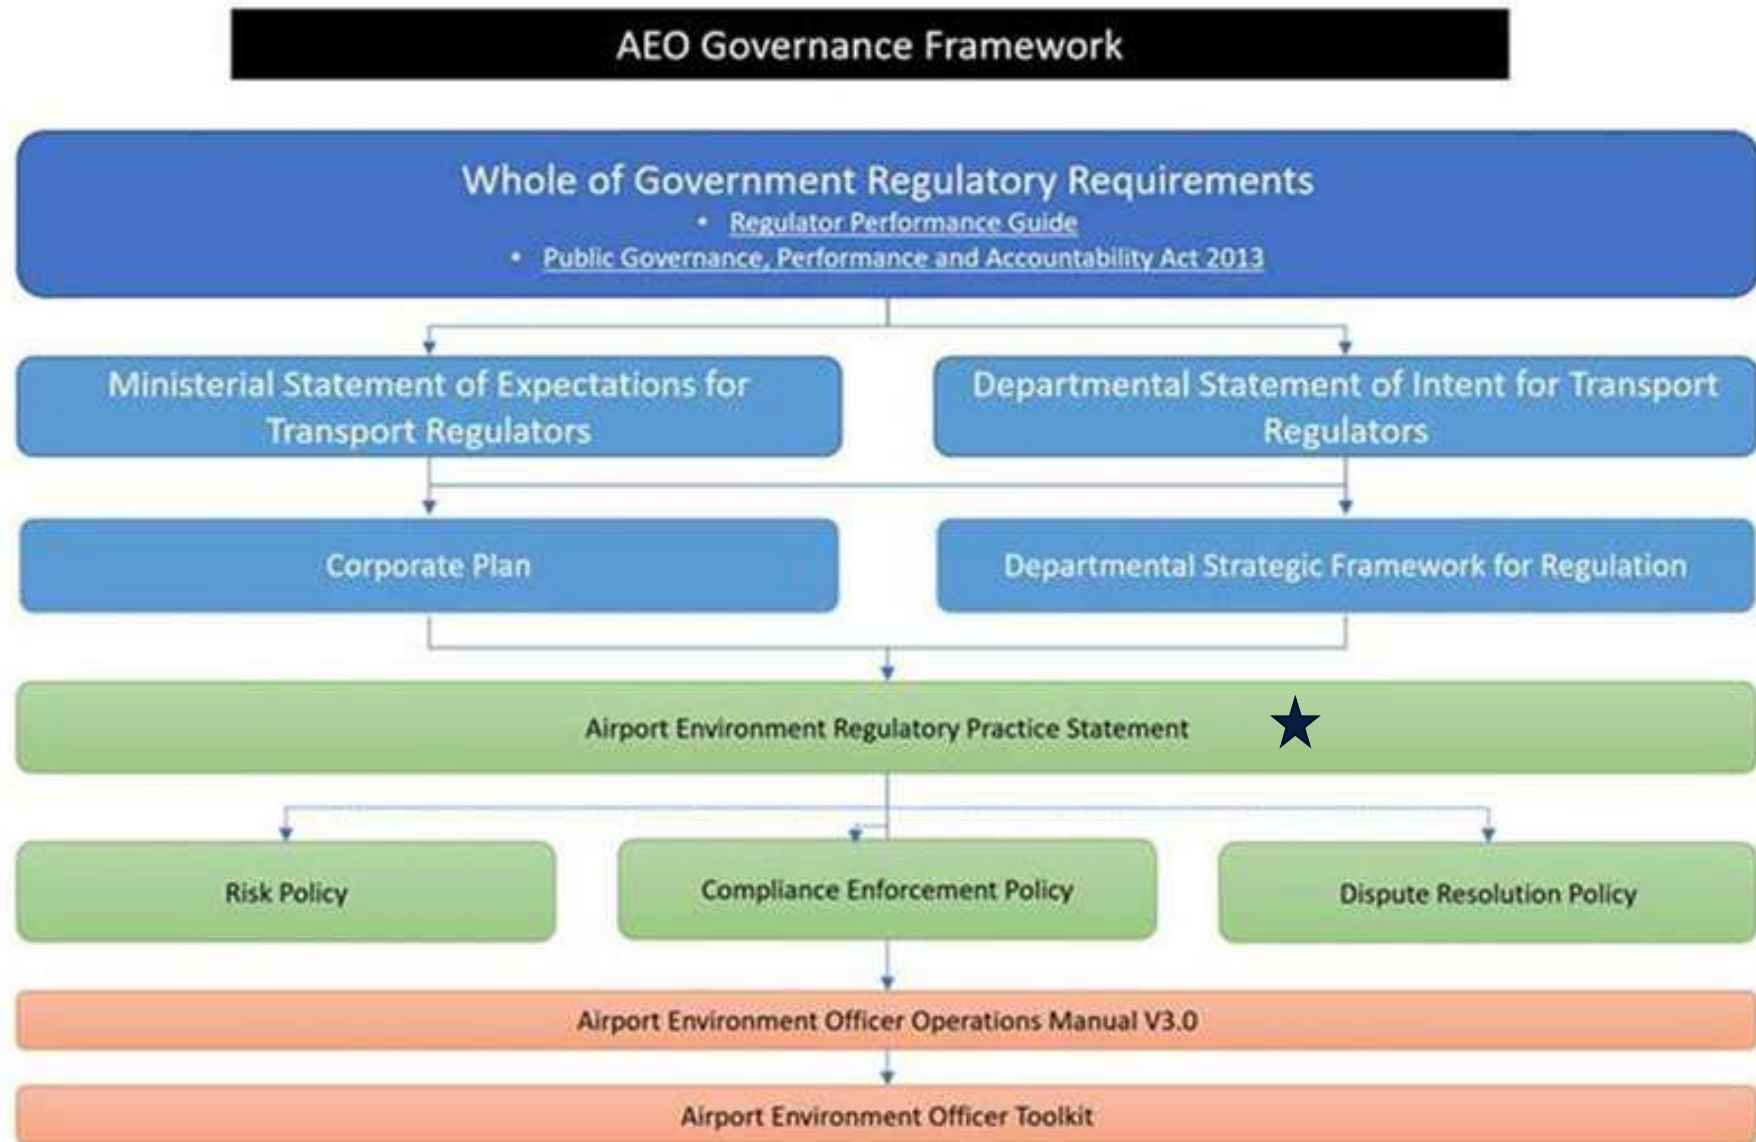 AEO Governance Framework
Whole of Government Regulatory Requirements
• Regulator Performance Guide
• Public Governance, Performance and Accountability Act 2013
Ministerial Statement of Expectations for
Transport Regulators
Departmental Statement of Intent for Transport
Regulators
Corporate Plan
Departmental Strategic Framework for Regulation
Airport Environment Regulatory Practice Statement
Risk Policy
Compliance Enforcement Policy
Dispute Resolution Policy
Airport Environment Officer Operations Manual V3.0
Airport Environment Officer Toolkit